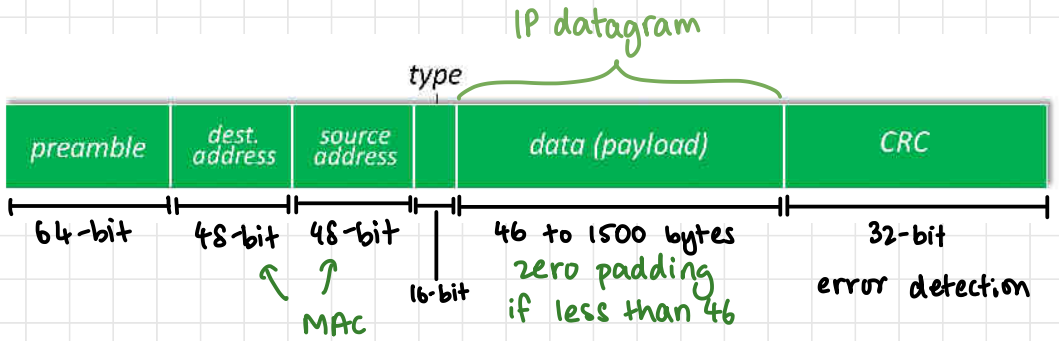 IP datagram
type
preamble
dest.
address
source
address
data (payload)
CRC
64-bit
48-bit
48-bit
16-bit
46 to 1500 bytes
zero padding
if less than 46
32-bit
error detection
MAC